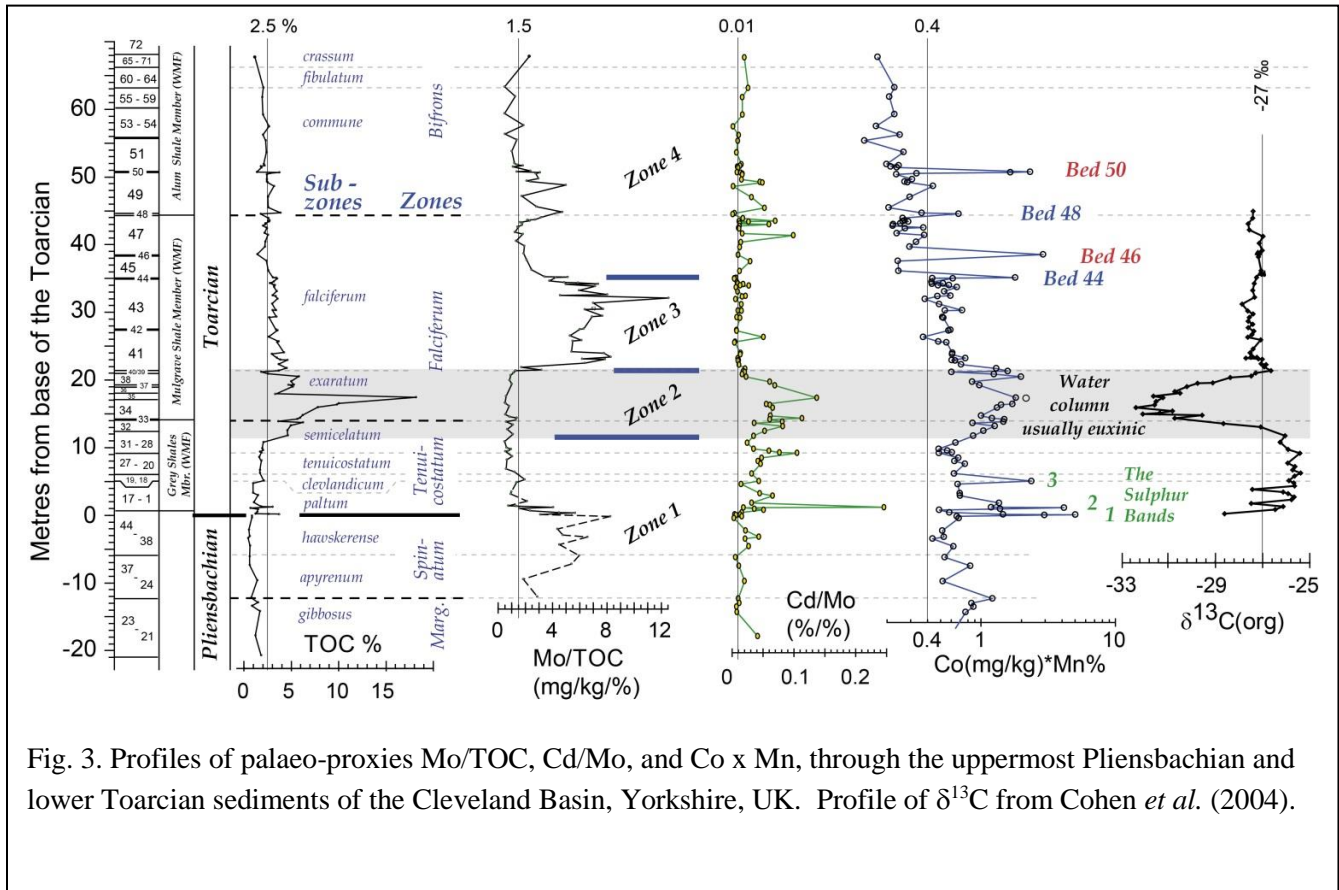 2.5 %
1.5
0.01
0.4
-27 ‰
Metres from base of the Toarcian
60
50
40
30
20
10
0
-10
-20
72
65 - 71
60 - 64
55 - 59
53 - 54
51
50
49
48
47
46
45
44
43
42
41
40/39
38
37
36
35
34
33
32
31 - 28
27 - 20
19, 18
17 - 1
44
38
37
24
23
21
Alum Shale Member (WMF)
Mulgrave Shale Member (WMF)
Grey Shales
Mbr. (WMF)
Toarcian
Pliensbachian
Sub -
zones
Zones
crassum
fibulatum
commune
falciferum
exaratum
semicelatum
tenuicostatum
clevlandicum
paltum
hawskerense
apyrenum
gibbosus
Bifrons
Falciferum
Tenui-
costatum
Spin-
atum
Marg.
TOC %
0 5 10 15
Zone 4
Zone 3
Zone 2
Zone 1
Mo/TOC
(mg/kg/%)
0 4 8 12
Cd/Mo
(%/%)
0 0.1 0.2
Bed 50
Bed 48
Bed 46
Bed 44
Water
column
usually euxinic
3
2
1
The
Sulphur
Bands
0.4 1 10
Co(mg/kg)*Mn%
-33 -29 -25
δ13C(org)
Fig. 3. Profiles of palaeo-proxies Mo/TOC, Cd/Mo, and Co x Mn, through the uppermost Pliensbachian and
lower Toarcian sediments of the Cleveland Basin, Yorkshire, UK. Profile of δ13C from Cohen et al. (2004).